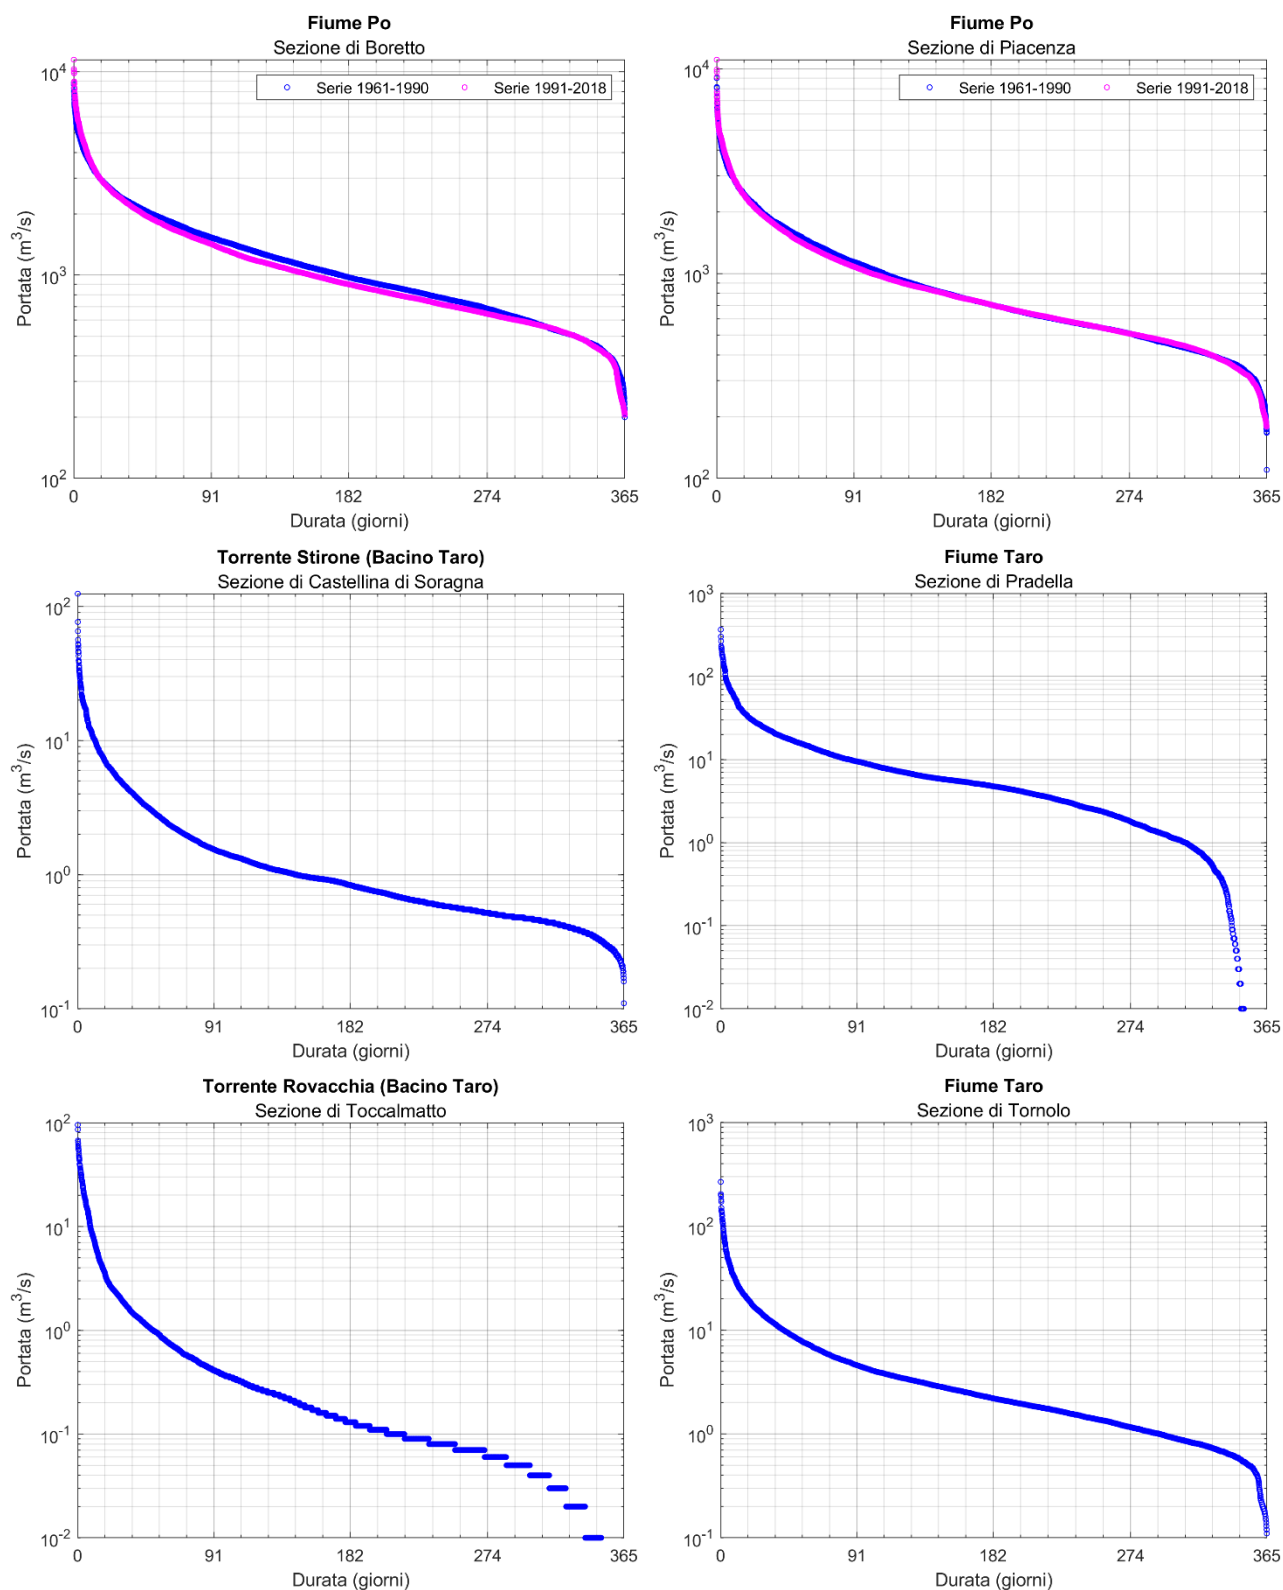 Fiume Po
Sezione di Boretto
10^4
Serie 1961-1990 Serie 1991-2018
Portata (m^3/s)
10^3
10^2
0 91 182 274 365
Durata (giorni)
Fiume Po
Sezione di Piacenza
10^4
Serie 1961-1990 Serie 1991-2018
Portata (m^3/s)
10^3
10^2
0 91 182 274 365
Durata (giorni)
Torrente Stirone (Bacino Taro)
Sezione di Castellina di Soragna
10^2
10^1
Portata (m^3/s)
10^0
10^-1
0 91 182 274 365
Durata (giorni)
Fiume Taro
Sezione di Pradella
10^3
10^2
10^1
Portata (m^3/s)
10^0
10^-1
10^-2
0 91 182 274 365
Durata (giorni)
Torrente Rovacchia (Bacino Taro)
Sezione di Toccalmatto
10^2
10^1
Portata (m^3/s)
10^0
10^-1
10^-2
0 91 182 274 365
Durata (giorni)
Fiume Taro
Sezione di Tornolo
10^3
10^2
Portata (m^3/s)
10^1
10^0
10^-1
0 91 182 274 365
Durata (giorni)